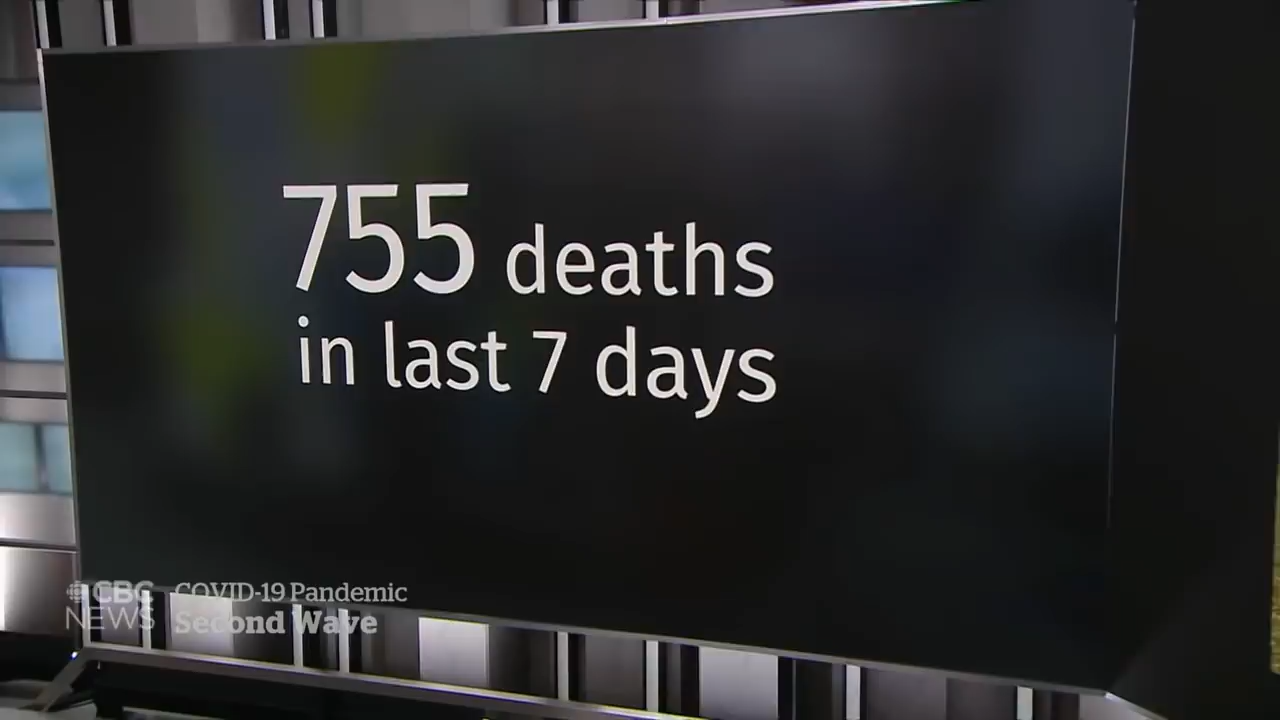 755 deaths
in last 7 days
CBC
NEWS
COVID-19 Pandemic
Second Wave